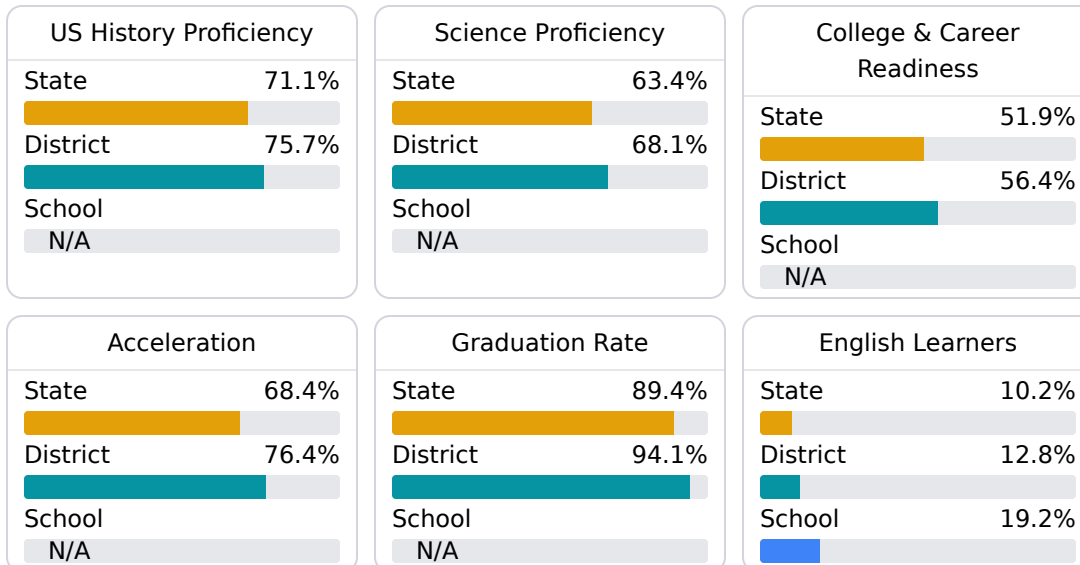 US History Proficiency
State 71.1%
District 75.7%
School
N/A
Science Proficiency
State 63.4%
District 68.1%
School
N/A
College & Career
Readiness
State 51.9%
District 56.4%
School
N/A
Acceleration
State 68.4%
District 76.4%
School
N/A
Graduation Rate
State 89.4%
District 94.1%
School
N/A
English Learners
State 10.2%
District 12.8%
School 19.2%